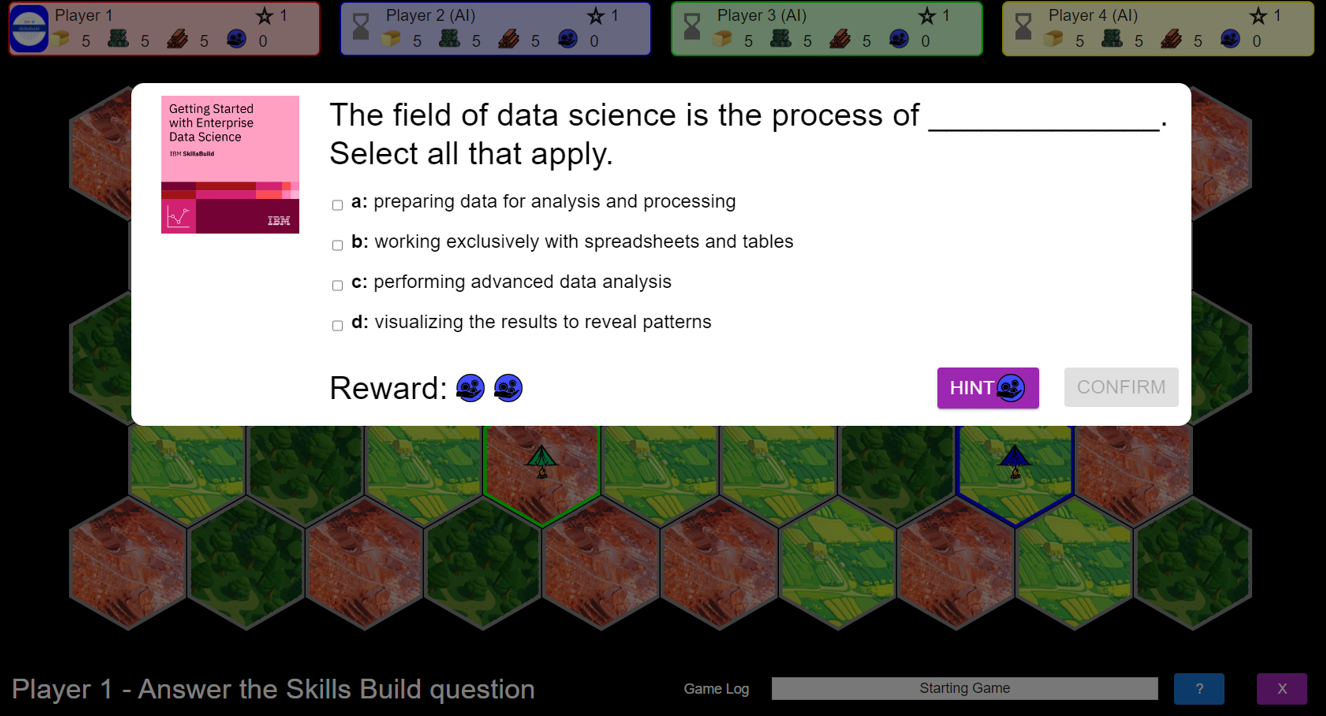 Player 1
☆ 1
5 5 5 0
Player 2 (AI)
☆ 1
5 5 5 0
Player 3 (AI)
☆ 1
5 5 5 0
Player 4 (AI)
☆ 1
5 5 5 0
Getting Started
with Enterprise
Data Science
IBM SkillsBuild
IBM
The field of data science is the process of _____________.
Select all that apply.
a: preparing data for analysis and processing
b: working exclusively with spreadsheets and tables
c: performing advanced data analysis
d: visualizing the results to reveal patterns
Reward:
HINT
CONFIRM
Player 1 - Answer the Skills Build question
Game Log
Starting Game
?
X